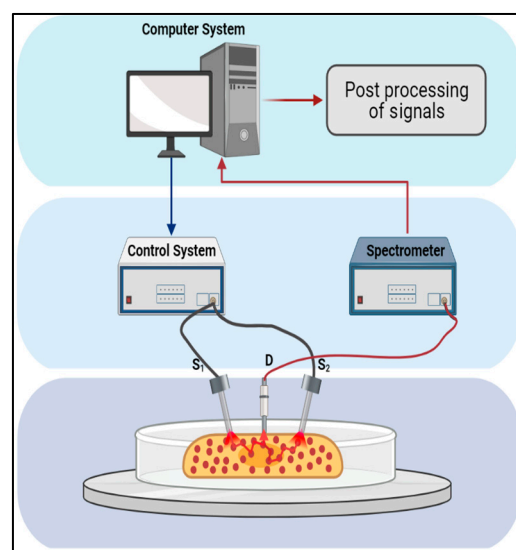 Computer System
Post processing
of signals
Control System
Spectrometer
S₁
D
S₂